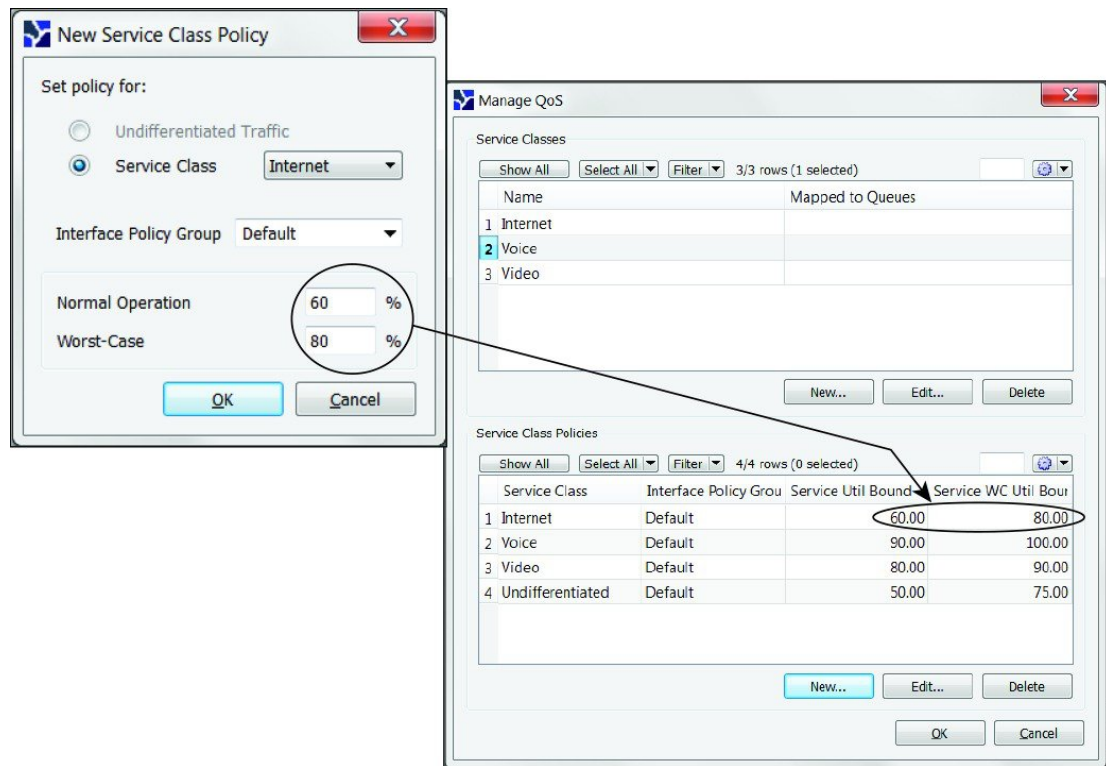 New Service Class Policy
Set policy for:
Undifferentiated Traffic
Service Class Internet
Interface Policy Group Default
Normal Operation 60 %
Worst-Case 80 %
OK Cancel
Manage QoS
Service Classes
Show All Select All Filter 3/3 rows (1 selected)
Name Mapped to Queues
1 Internet
2 Voice
3 Video
New... Edit... Delete
Service Class Policies
Show All Select All Filter 4/4 rows (0 selected)
Service Class Interface Policy Grou Service Util Bound Service WC Util Bour
1 Internet Default 60.00 80.00
2 Voice Default 90.00 100.00
3 Video Default 80.00 90.00
4 Undifferentiated Default 50.00 75.00
New... Edit... Delete
OK Cancel